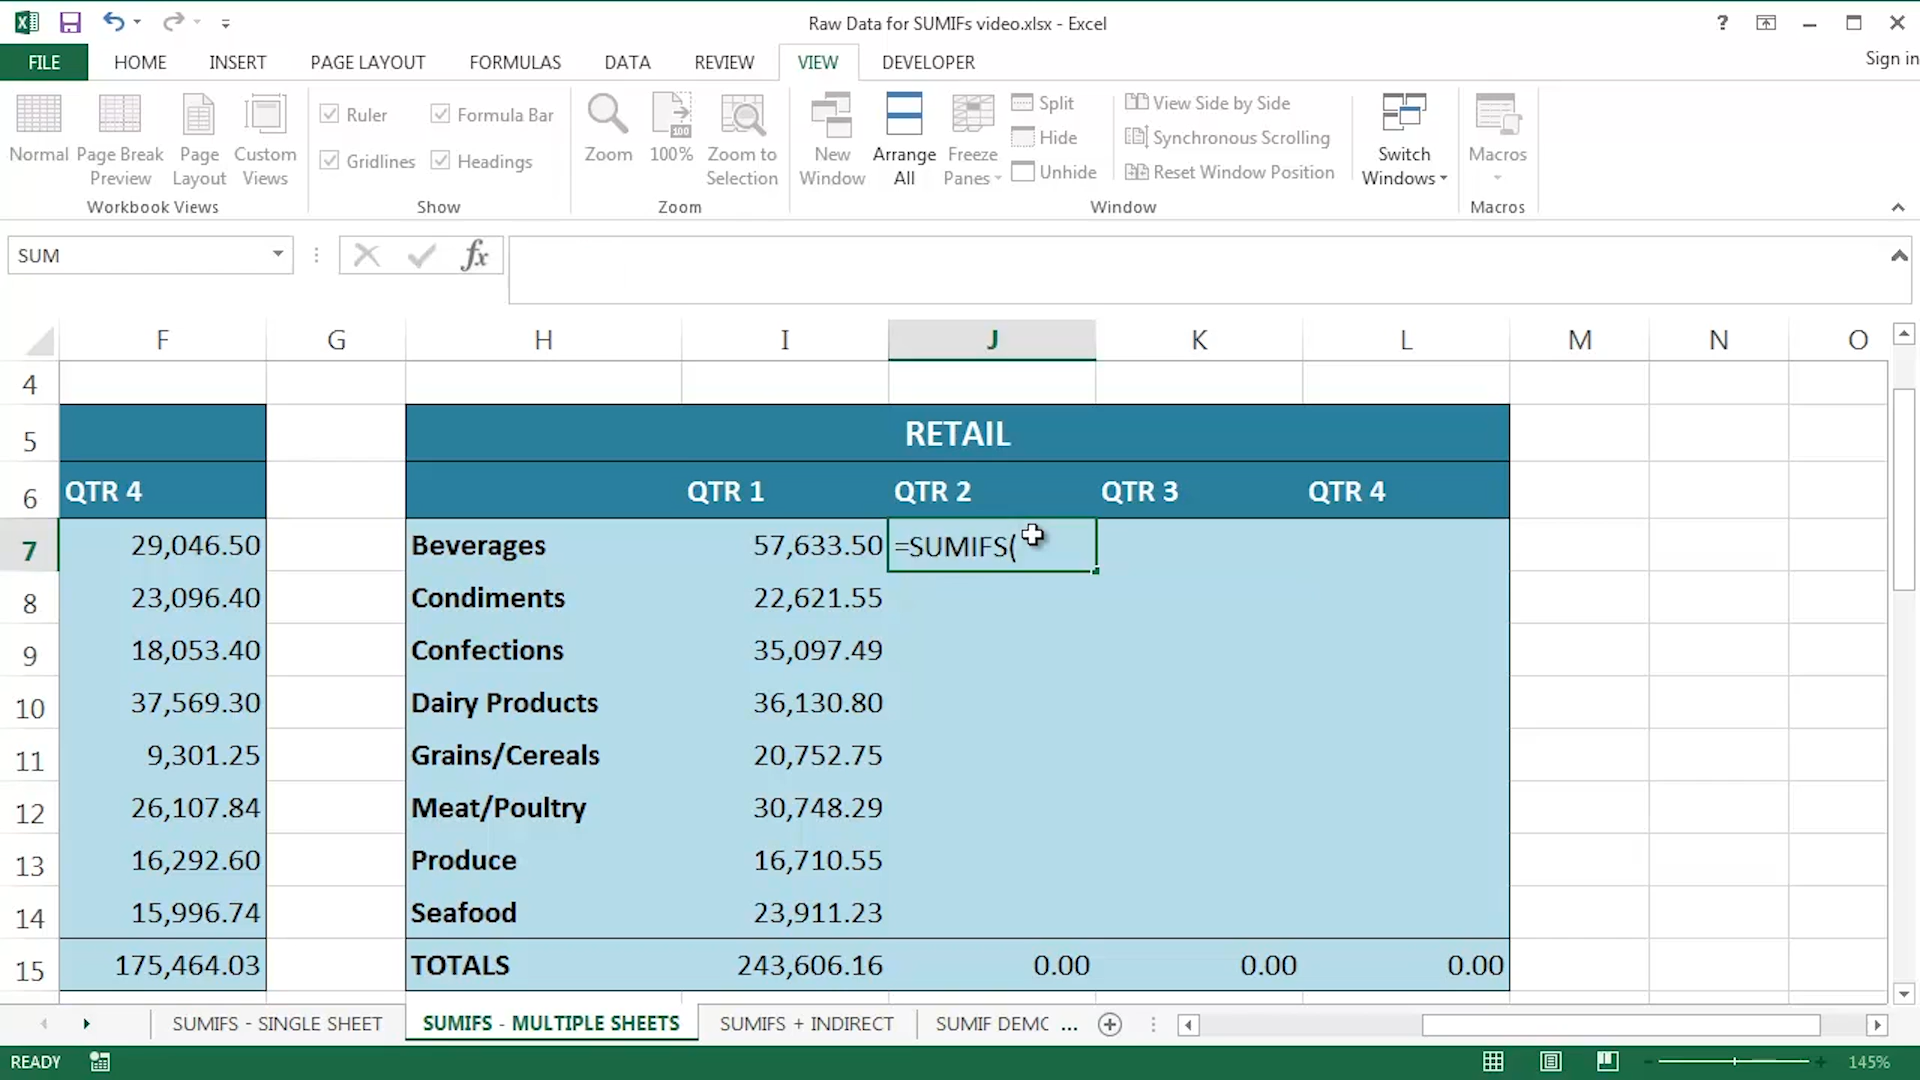 Raw Data for SUMIFs video.xlsx - Excel
?
FILE HOME INSERT PAGE LAYOUT FORMULAS DATA REVIEW VIEW DEVELOPER Sign in
Normal
Page Break Preview
Page Layout
Custom Views
Workbook Views
Ruler
Formula Bar
Gridlines
Headings
Show
Zoom
100%
Zoom to Selection
Zoom
New Window
Arrange All
Freeze Panes
Split
Hide
Unhide
View Side by Side
Synchronous Scrolling
Reset Window Position
Window
Switch Windows
Macros
Macros
SUM
fx
F G H I J K L M N O
4
5 RETAIL
6 QTR 4 QTR 1 QTR 2 QTR 3 QTR 4
7 29,046.50 Beverages 57,633.50 =SUMIFS(
8 23,096.40 Condiments 22,621.55
9 18,053.40 Confections 35,097.49
10 37,569.30 Dairy Products 36,130.80
11 9,301.25 Grains/Cereals 20,752.75
12 26,107.84 Meat/Poultry 30,748.29
13 16,292.60 Produce 16,710.55
14 15,996.74 Seafood 23,911.23
15 175,464.03 TOTALS 243,606.16 0.00 0.00 0.00
SUMIFS - SINGLE SHEET SUMIFS - MULTIPLE SHEETS SUMIFS + INDIRECT SUMIF DEMO ...
READY 145%